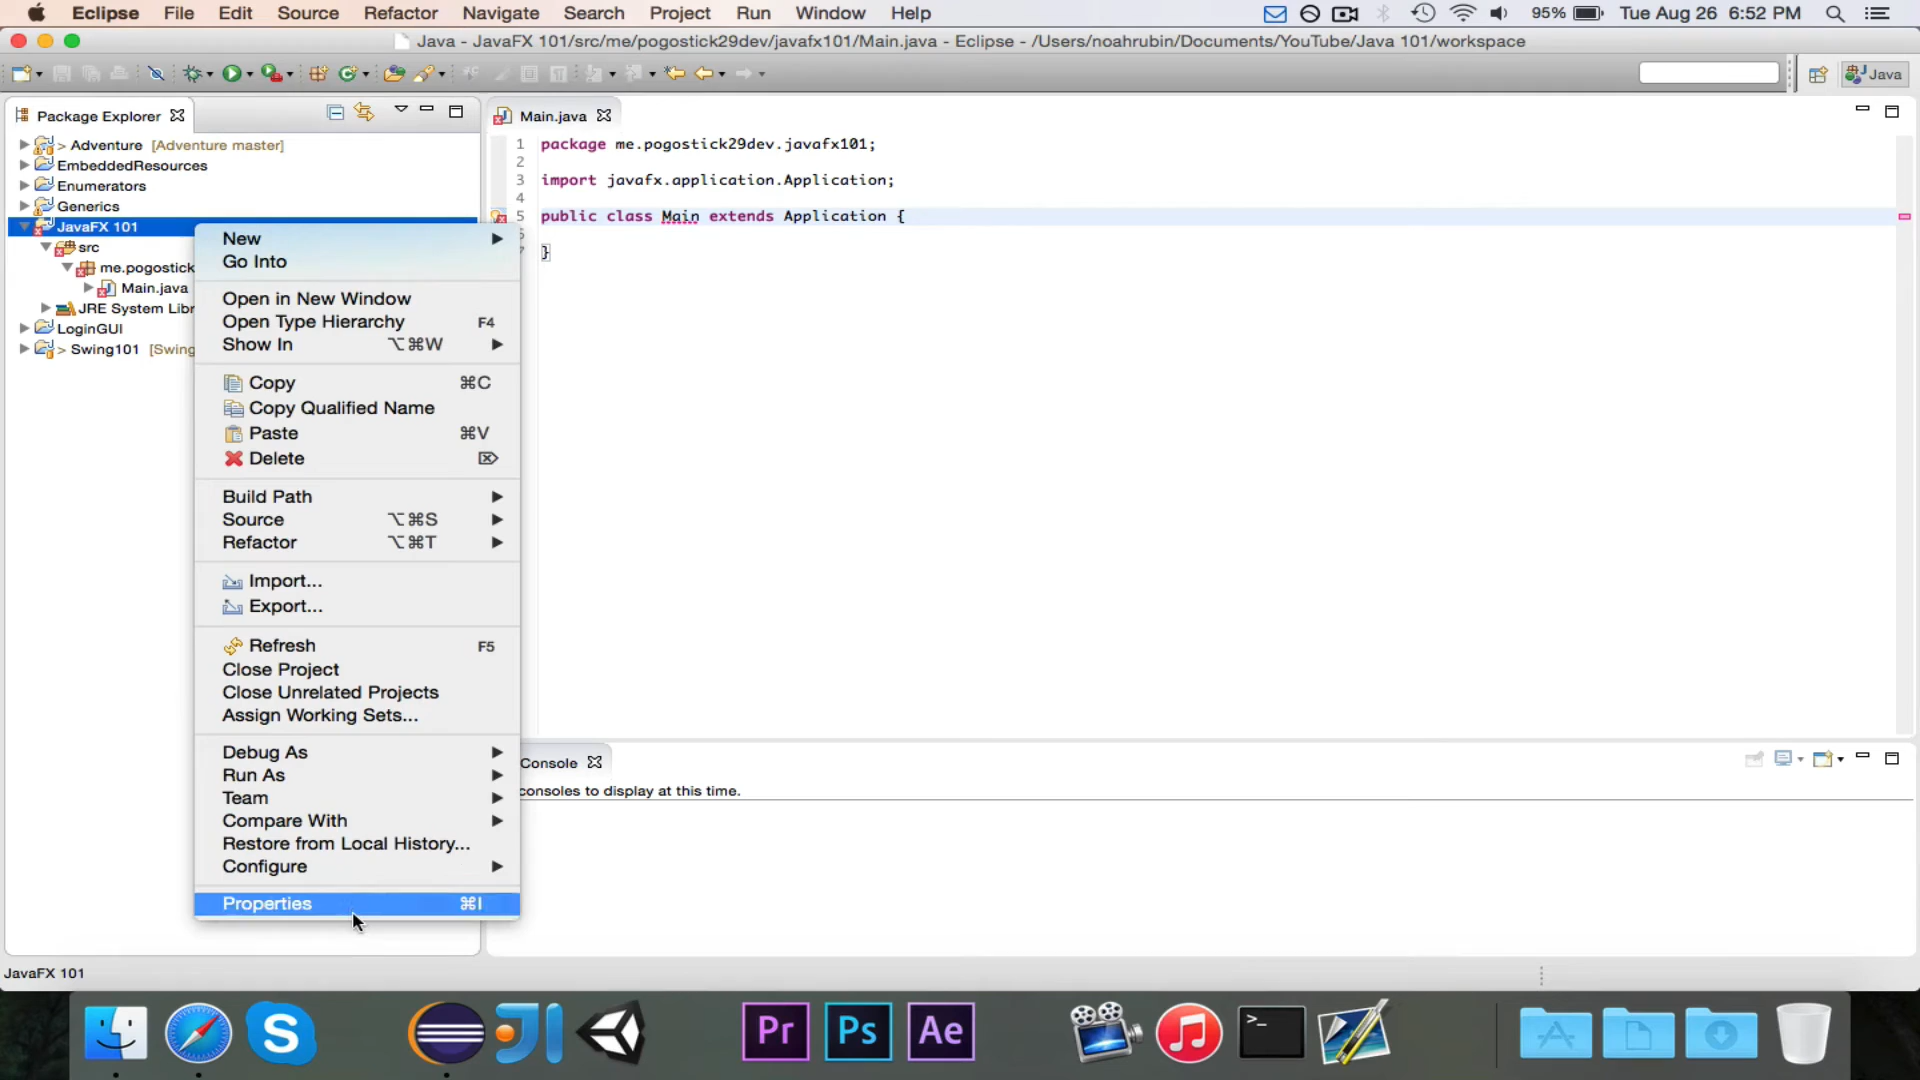 Eclipse File Edit Source Refactor Navigate Search Project Run Window Help 95% Tue Aug 26 6:52 PM
Java - JavaFX 101/src/me/pogostick29dev/javafx101/Main.java - Eclipse - /Users/noahrubin/Documents/YouTube/Java 101/workspace
Java
Package Explorer
> Adventure [Adventure master]
EmbeddedResources
Enumerators
Generics
JavaFX 101
src
me.pogostick
Main.java
JRE System Libr
LoginGUI
> Swing101 [Swing
New
Go Into
Open in New Window
Open Type Hierarchy F4
Show In ⌥⌘W
Copy ⌘C
Copy Qualified Name
Paste ⌘V
Delete ⌦
Build Path
Source ⌥⌘S
Refactor ⌥⌘T
Import...
Export...
Refresh F5
Close Project
Close Unrelated Projects
Assign Working Sets...
Debug As
Run As
Team
Compare With
Restore from Local History...
Configure
Properties ⌘I
Main.java
1 package me.pogostick29dev.javafx101;
2
3 import javafx.application.Application;
4
5 public class Main extends Application {
}
Console
consoles to display at this time.
JavaFX 101
S
Pr
Ps
Ae
>_